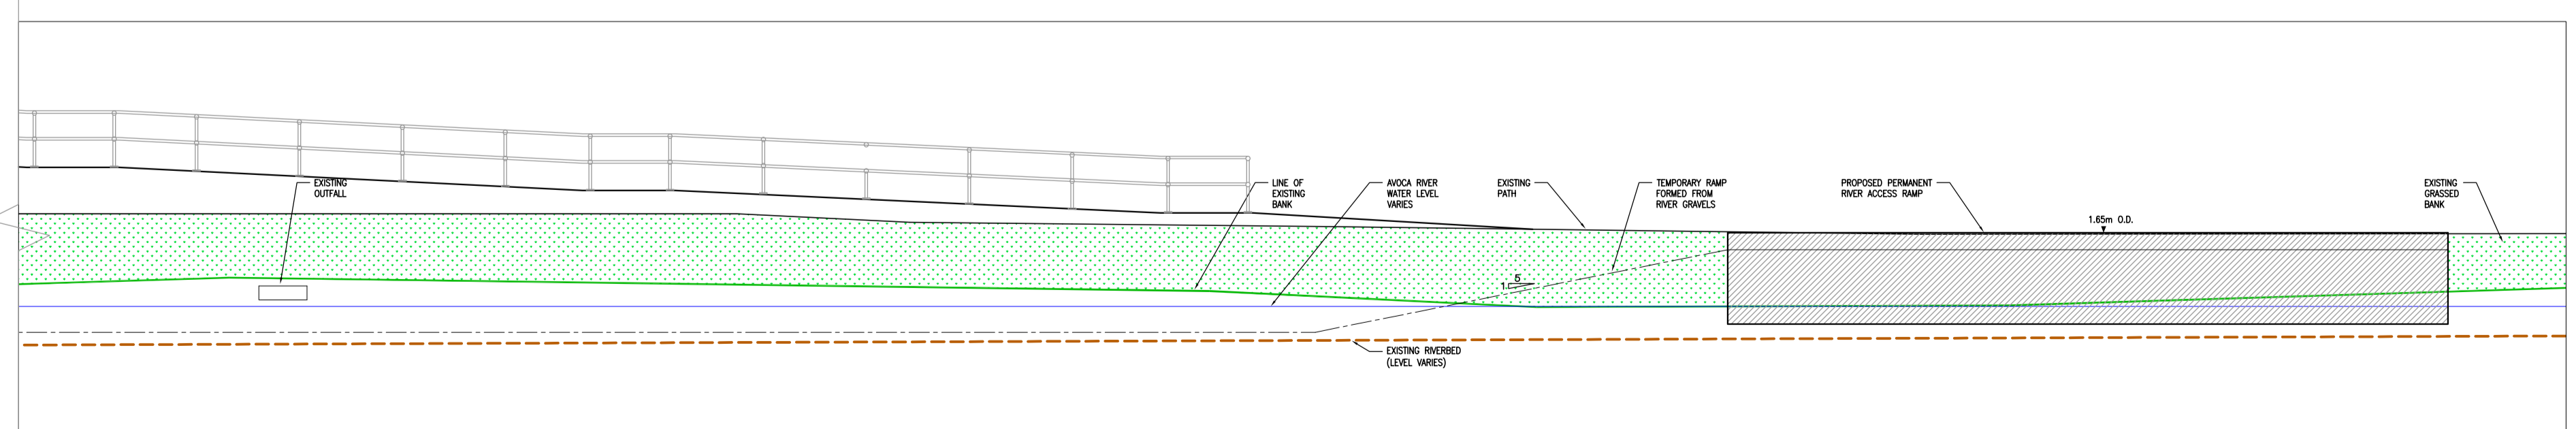 EXISTING
OUTFALL
LINE OF
EXISTING
BANK
AVOCA RIVER
WATER LEVEL
VARIES
EXISTING
PATH
TEMPORARY RAMP
FORMED FROM
RIVER GRAVELS
PROPOSED PERMANENT
RIVER ACCESS RAMP
1.65m O.D.
EXISTING
GRASSED
BANK
5
1
EXISTING RIVERBED
(LEVEL VARIES)